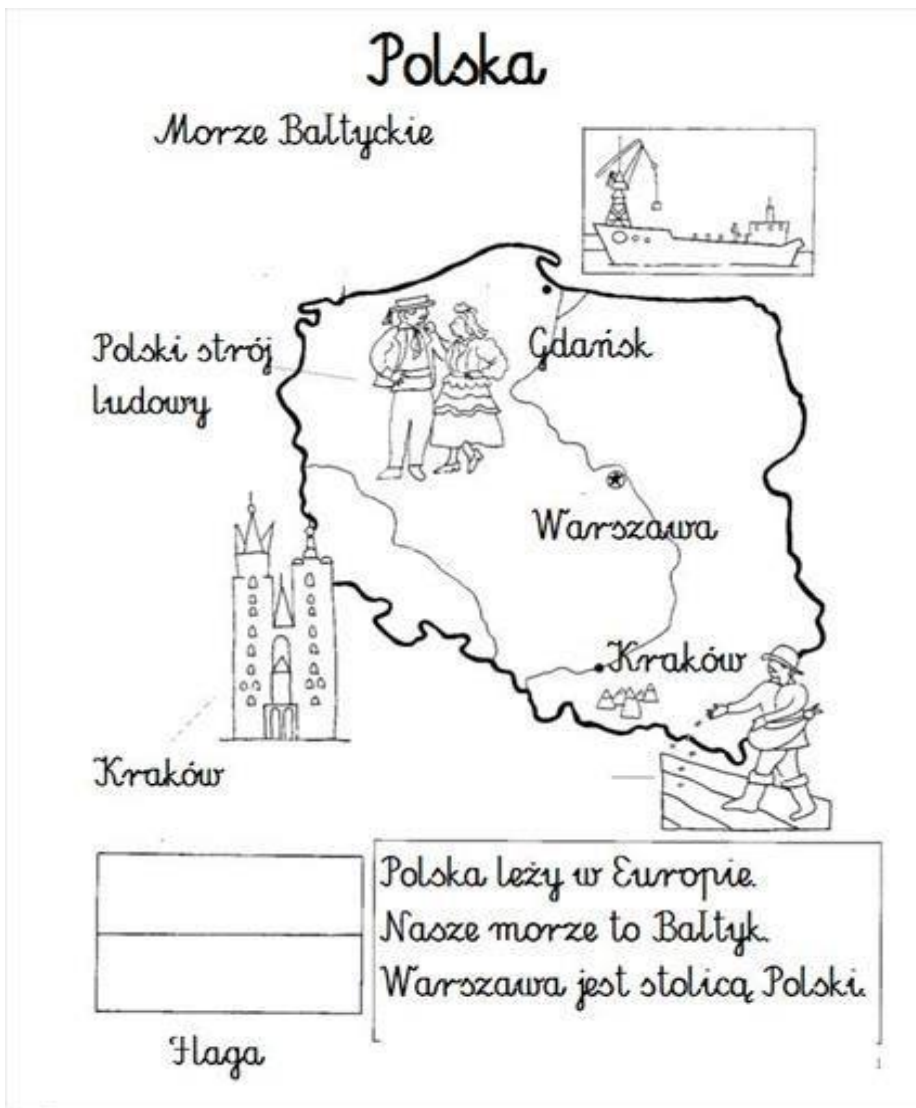 Polska
Morze Bałtyckie
Polski strój
ludowy
Gdańsk
Warszawa
Kraków
Kraków
Flaga
Polska leży w Europie.
Nasze morze to Bałtyk.
Warszawa jest stolicą Polski.
1